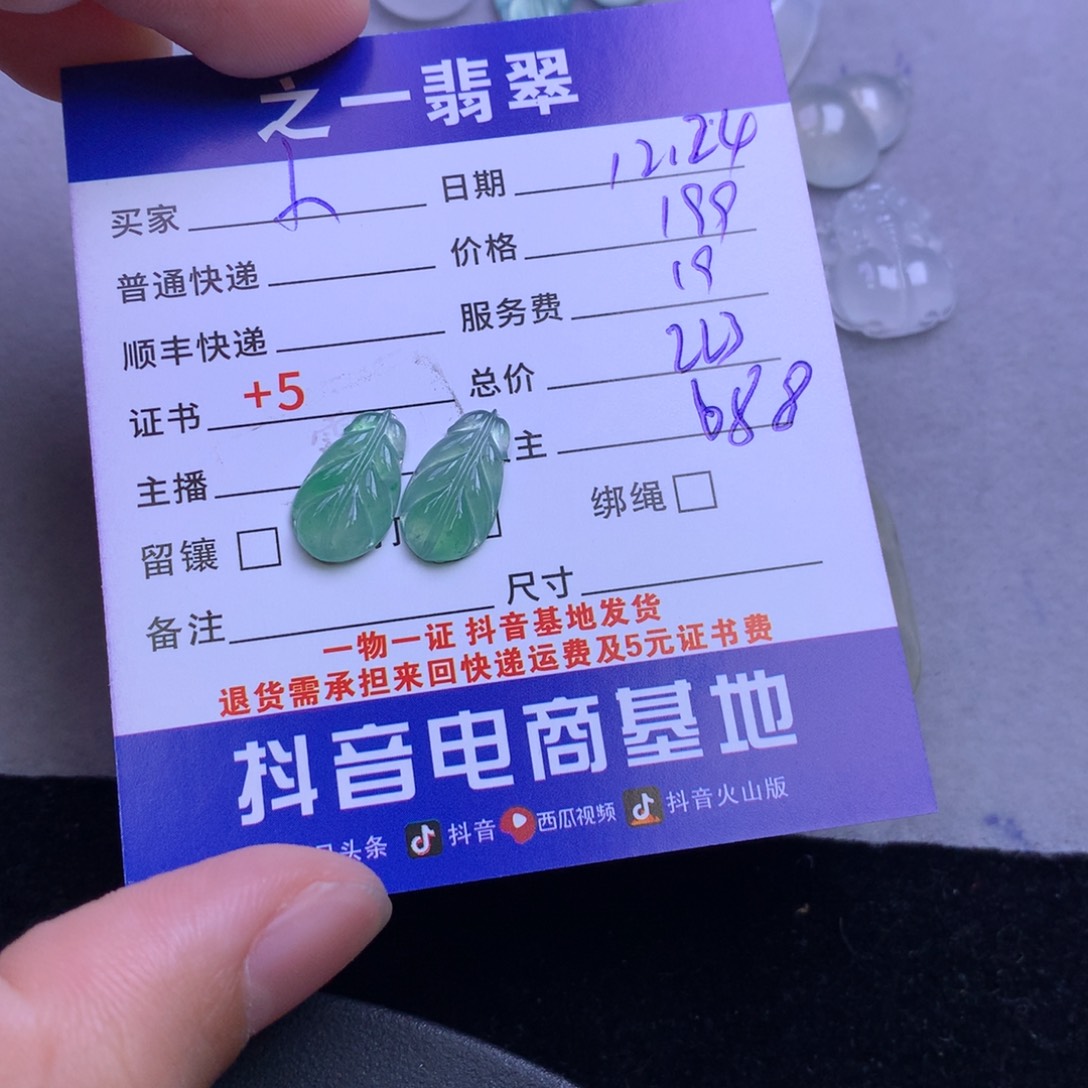 之一翡翠
买家 日期 12.24
普通快递 价格 199
顺丰快递 服务费 19
证书 +5 总价 223
主播 主 688
留镶 绑绳
备注 尺寸
一物一证 抖音基地发货
退货需承担来回快递运费及5元证书费
抖音电商基地
头条 抖音 西瓜视频 抖音火山版